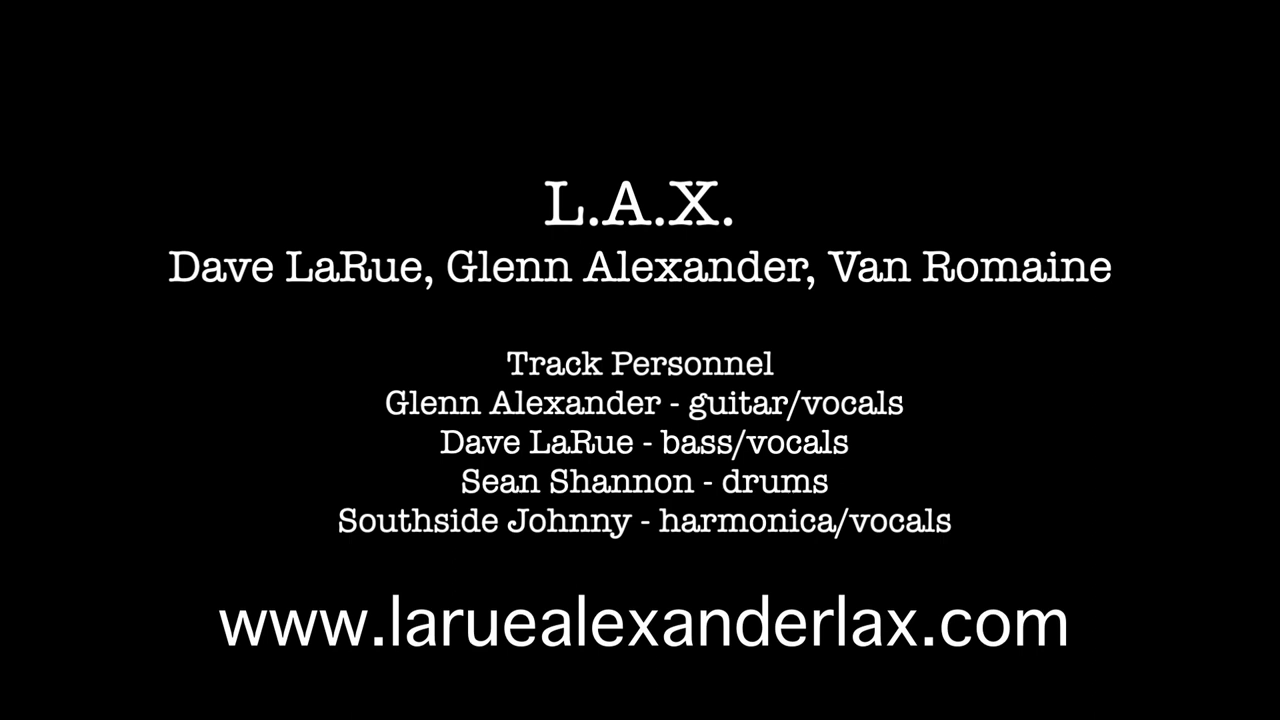 L.A.X.
Dave LaRue, Glenn Alexander, Van Romaine
Track Personnel
Glenn Alexander - guitar/vocals
Dave LaRue - bass/vocals
Sean Shannon - drums
Southside Johnny - harmonica/vocals
www.laruealexanderlax.com